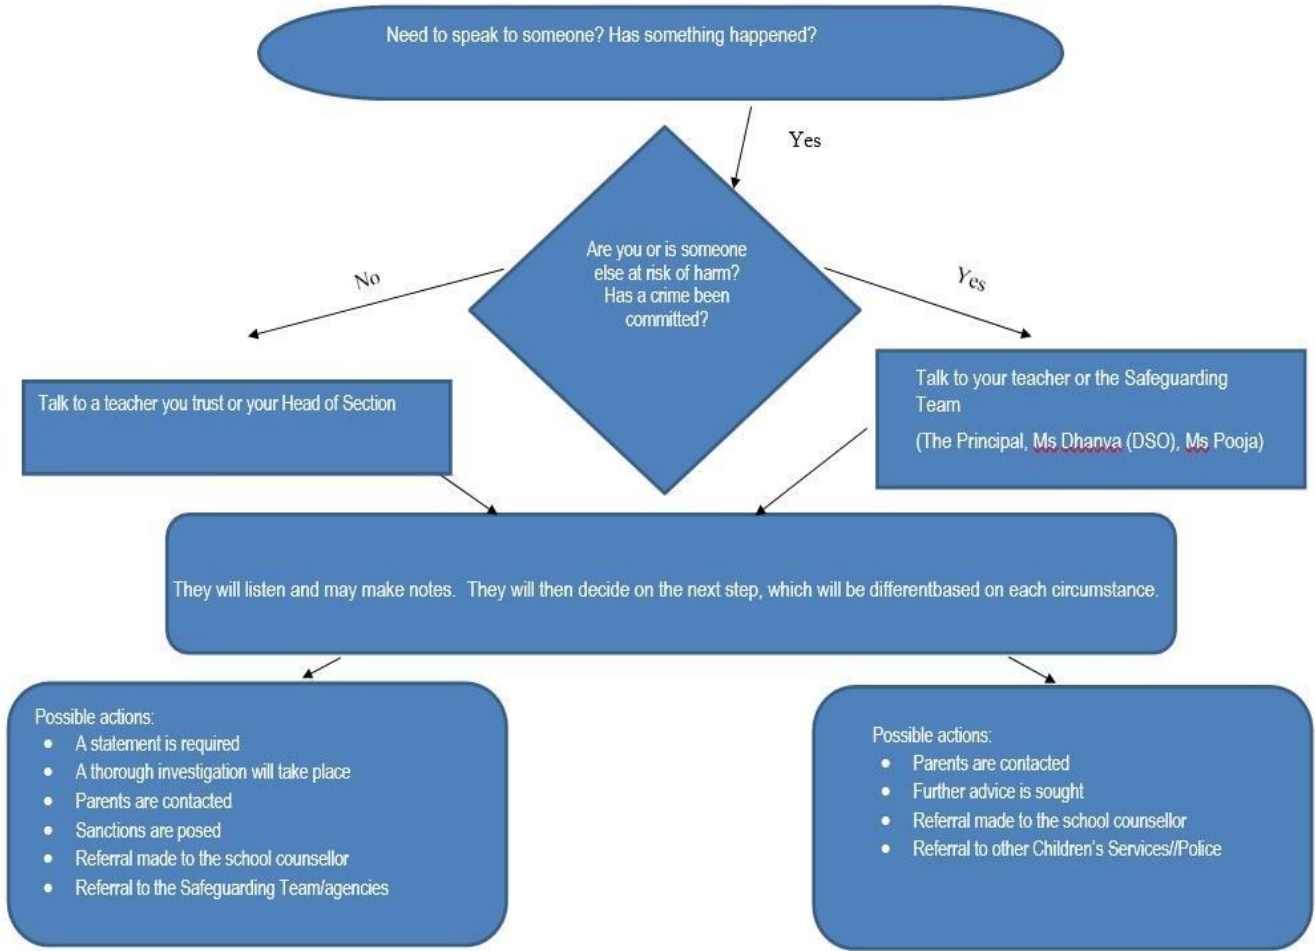 Need to speak to someone? Has something happened?
Yes
Are you or is someone
else at risk of harm?
Has a crime been
committed?
No
Yes
Talk to a teacher you trust or your Head of Section
Talk to your teacher or the Safeguarding
Team
(The Principal, Ms Dhanya (DSO), Ms Pooja)
They will listen and may make notes. They will then decide on the next step, which will be differentbased on each circumstance.
Possible actions:
• A statement is required
• A thorough investigation will take place
• Parents are contacted
• Sanctions are posed
• Referral made to the school counsellor
• Referral to the Safeguarding Team/agencies
Possible actions:
• Parents are contacted
• Further advice is sought
• Referral made to the school counsellor
• Referral to other Children's Services//Police